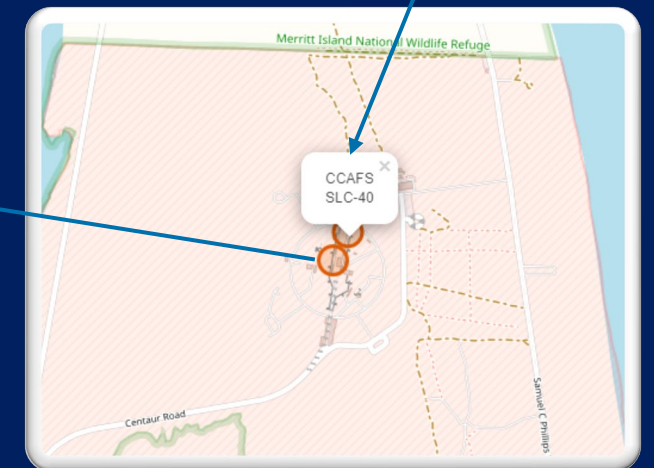 Merritt Island National Wildlife Refuge
×
CCAFS
SLC-40
Centaur Road
Samuel C Phillips